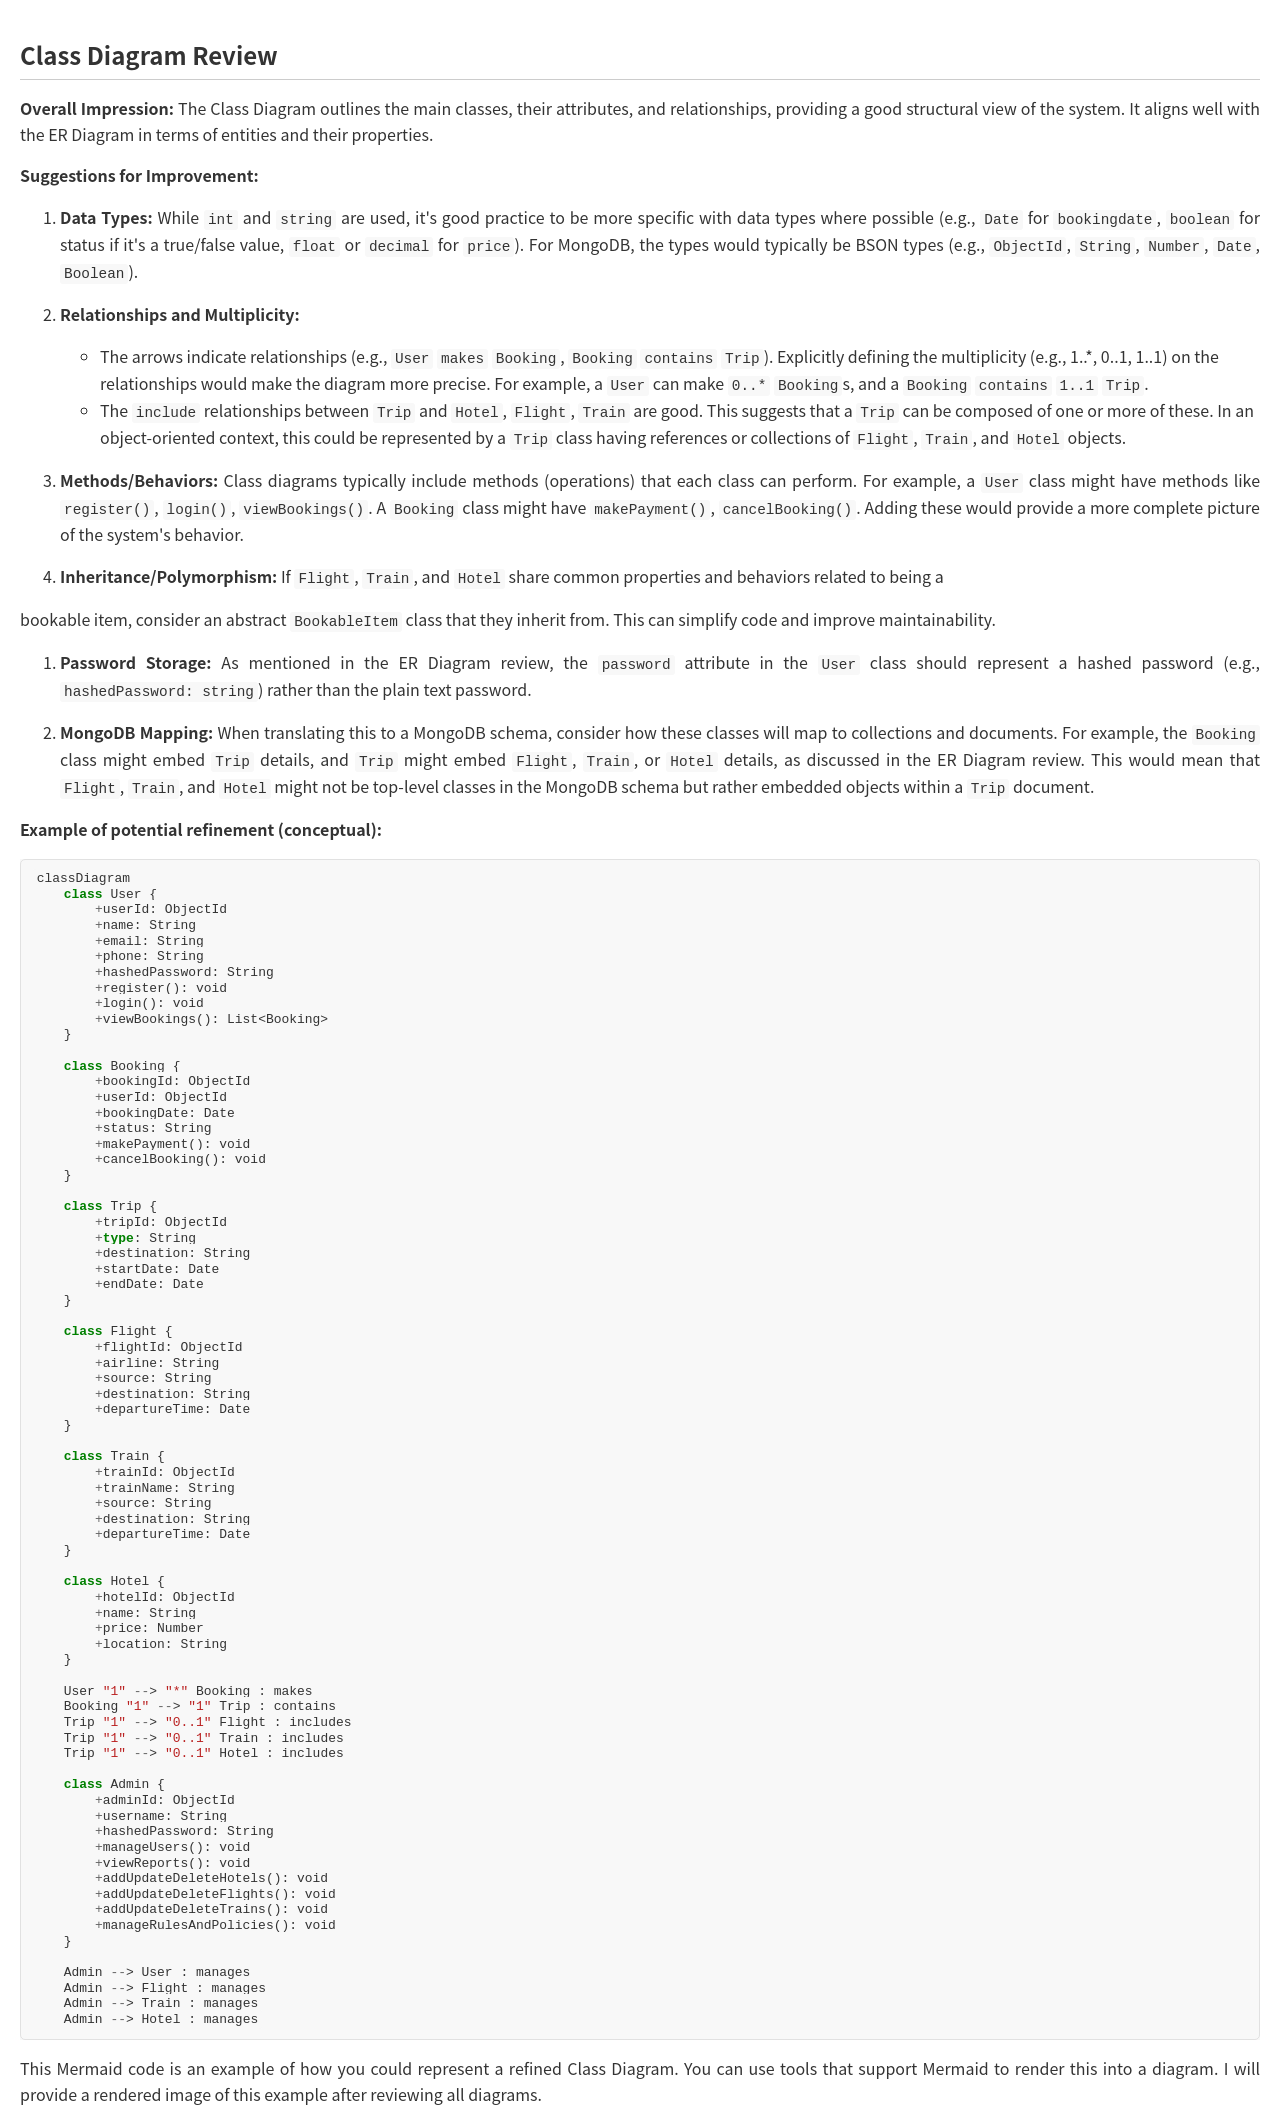 Class Diagram Review
Overall Impression: The Class Diagram outlines the main classes, their attributes, and relationships, providing a good structural view of the system. It aligns well with
the ER Diagram in terms of entities and their properties.
Suggestions for Improvement:
1. Data Types: While int and string are used, it's good practice to be more specific with data types where possible (e.g., Date for bookingdate, boolean for
status if it's a true/false value, float or decimal for price). For MongoDB, the types would typically be BSON types (e.g., ObjectId, String, Number, Date,
Boolean).
2. Relationships and Multiplicity:
◦ The arrows indicate relationships (e.g., User makes Booking, Booking contains Trip). Explicitly defining the multiplicity (e.g., 1..*, 0..1, 1..1) on the
relationships would make the diagram more precise. For example, a User can make 0..* Bookings, and a Booking contains 1..1 Trip.
◦ The include relationships between Trip and Hotel, Flight, Train are good. This suggests that a Trip can be composed of one or more of these. In an
object-oriented context, this could be represented by a Trip class having references or collections of Flight, Train, and Hotel objects.
3. Methods/Behaviors: Class diagrams typically include methods (operations) that each class can perform. For example, a User class might have methods like
register(), login(), viewBookings(). A Booking class might have makePayment(), cancelBooking(). Adding these would provide a more complete picture
of the system's behavior.
4. Inheritance/Polymorphism: If Flight, Train, and Hotel share common properties and behaviors related to being a
bookable item, consider an abstract BookableItem class that they inherit from. This can simplify code and improve maintainability.
1. Password Storage: As mentioned in the ER Diagram review, the password attribute in the User class should represent a hashed password (e.g.,
hashedPassword: string) rather than the plain text password.
2. MongoDB Mapping: When translating this to a MongoDB schema, consider how these classes will map to collections and documents. For example, the Booking
class might embed Trip details, and Trip might embed Flight, Train, or Hotel details, as discussed in the ER Diagram review. This would mean that
Flight, Train, and Hotel might not be top-level classes in the MongoDB schema but rather embedded objects within a Trip document.
Example of potential refinement (conceptual):
classDiagram
class User {
+userId: ObjectId
+name: String
+email: String
+phone: String
+hashedPassword: String
+register(): void
+login(): void
+viewBookings(): List<Booking>
}
class Booking {
+bookingId: ObjectId
+userId: ObjectId
+bookingDate: Date
+status: String
+makePayment(): void
+cancelBooking(): void
}
class Trip {
+tripId: ObjectId
+type: String
+destination: String
+startDate: Date
+endDate: Date
}
class Flight {
+flightId: ObjectId
+airline: String
+source: String
+destination: String
+departureTime: Date
}
class Train {
+trainId: ObjectId
+trainName: String
+source: String
+destination: String
+departureTime: Date
}
class Hotel {
+hotelId: ObjectId
+name: String
+price: Number
+location: String
}
User "1" --> "*" Booking : makes
Booking "1" --> "1" Trip : contains
Trip "1" --> "0..1" Flight : includes
Trip "1" --> "0..1" Train : includes
Trip "1" --> "0..1" Hotel : includes
class Admin {
+adminId: ObjectId
+username: String
+hashedPassword: String
+manageUsers(): void
+viewReports(): void
+addUpdateDeleteHotels(): void
+addUpdateDeleteFlights(): void
+addUpdateDeleteTrains(): void
+manageRulesAndPolicies(): void
}
Admin --> User : manages
Admin --> Flight : manages
Admin --> Train : manages
Admin --> Hotel : manages
This Mermaid code is an example of how you could represent a refined Class Diagram. You can use tools that support Mermaid to render this into a diagram. I will
provide a rendered image of this example after reviewing all diagrams.